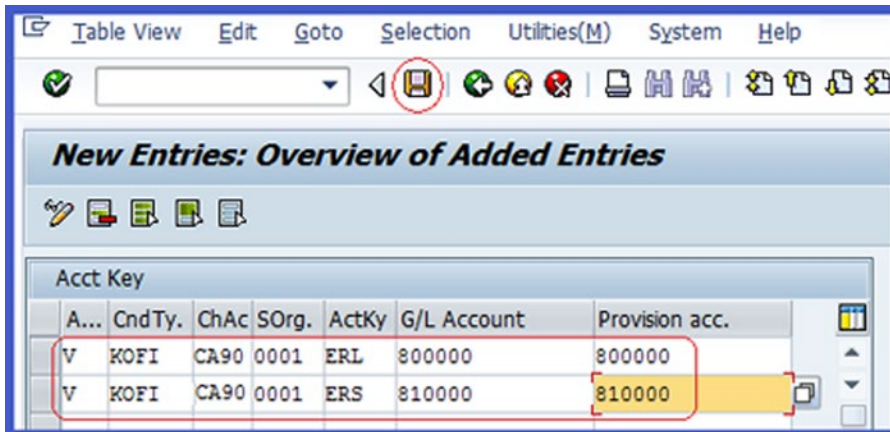 Table View Edit Goto Selection Utilities(M) System Help
New Entries: Overview of Added Entries
Acct Key
A... CndTy. ChAc SOrg. ActKy G/L Account Provision acc.
V KOFI CA90 0001 ERL 800000 800000
V KOFI CA90 0001 ERS 810000 810000